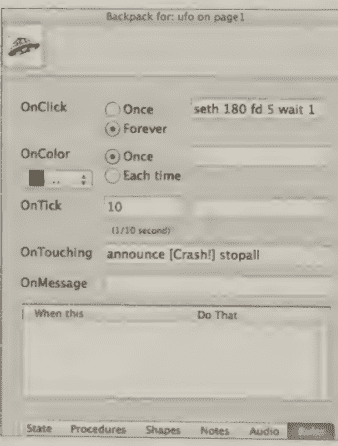 Backpack for: ufo on page1
OnClick Once seth 180 fd 5 wait 1
Forever
OnColor Once
.. Each time
OnTick 10
(1/10 second)
OnTouching announce [Crash!] stopall
OnMessage
When this Do That
State Procedures Shapes Notes Audio